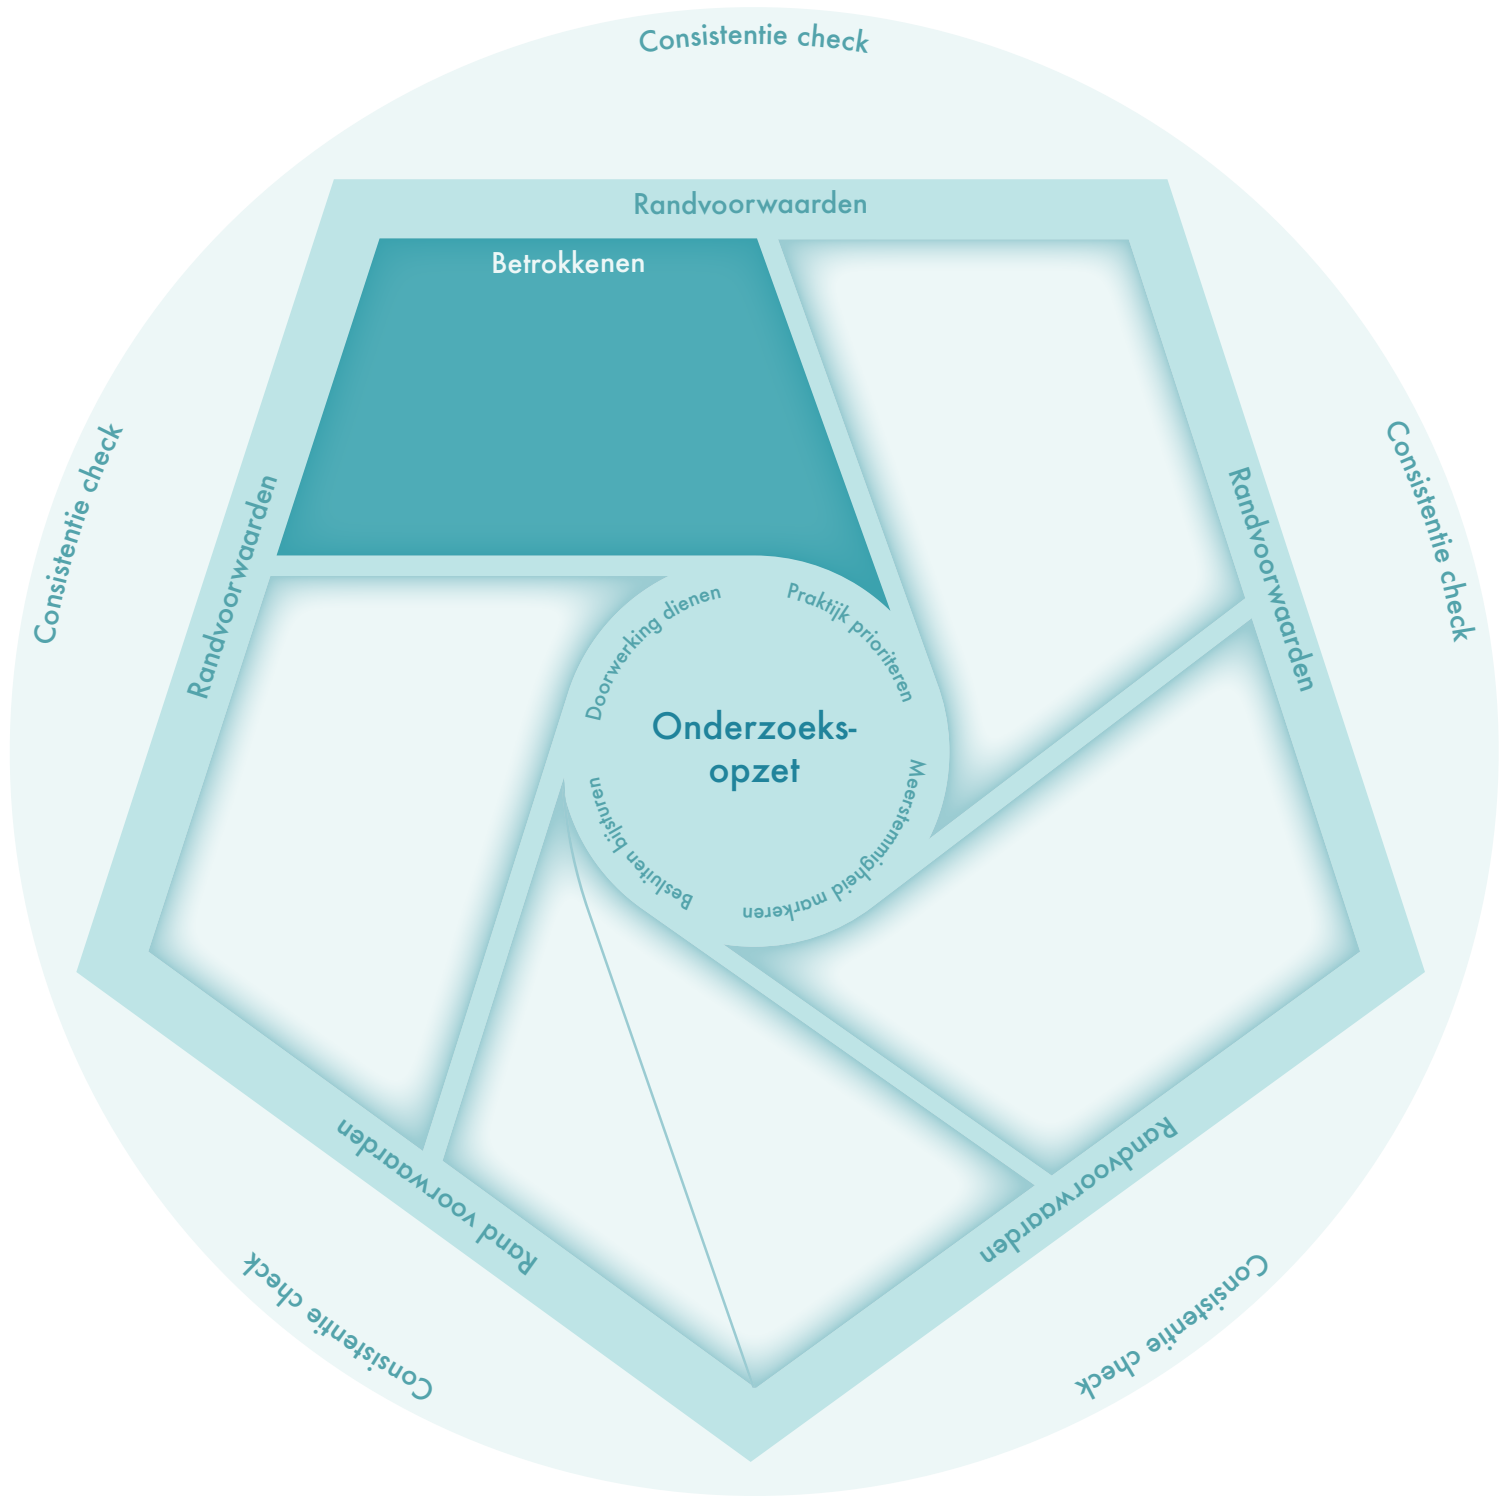 Consistentie check
Randvoorwaarden
Betrokkenen
Consistentie check
Consistentie check
Randvoorwaarden
Randvoorwaarden
Doorwerking dienen
Praktijk prioriteren
Onderzoeks-
opzet
Besluiten bijsturen
Meerstemmigheid markeren
Rand voorwaarden
Randvoorwaarden
Consistentie check
Consistentie check